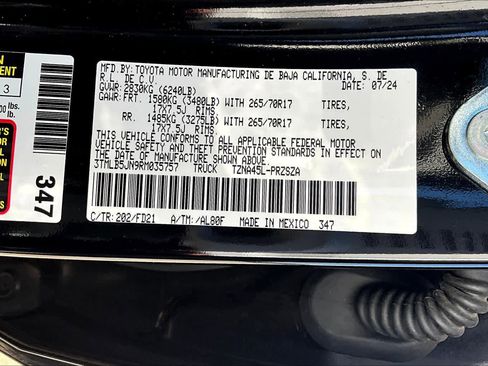 MFD.BY: TOYOTA MOTOR MANUFACTURING DE BAJA CALIFORNIA, S. DE
R.L. DE C.V. 07/24
GVWR: 2830KG (6240LB)
GAWR: FRT. 1580KG (3480LB) WITH 265/70R17 TIRES,
17X7.5J RIMS.
RR. 1485KG (3275LB) WITH 265/70R17 TIRES,
17X7.5J RIMS.
THIS VEHICLE CONFORMS TO ALL APPLICABLE FEDERAL MOTOR
VEHICLE SAFETY AND THEFT PREVENTION STANDARDS IN EFFECT ON
THE DATE OF MANUFACTURE SHOWN ABOVE.
3TMLB5JN9RM035757 TRUCK TZNA45L-PRZSZA
C/TR: 202/FD21 A/TM: /AL80F MADE IN MEXICO 347
3
lbs.
347